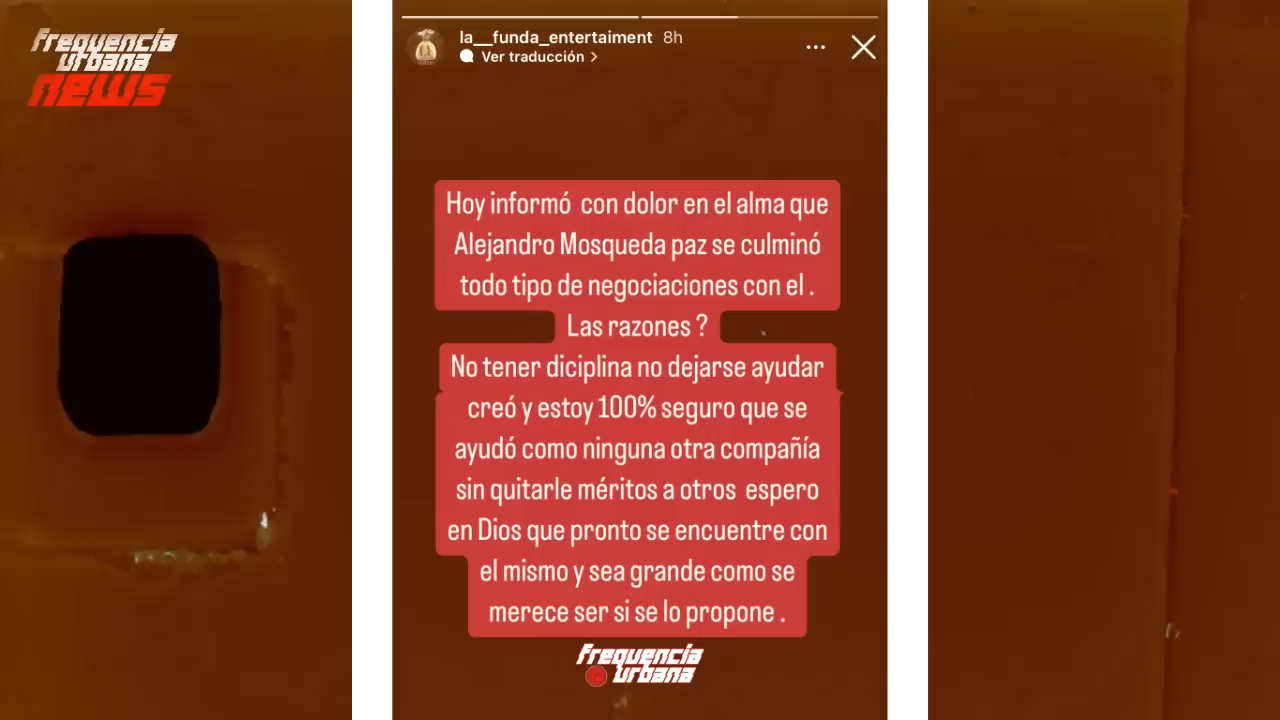 frequencia
urbana
news
la__funda_entertaiment 8h
Ver traducción
Hoy informó con dolor en el alma que
Alejandro Mosqueda paz se culminó
todo tipo de negociaciones con el .
Las razones ?
No tener diciplina no dejarse ayudar
creó y estoy 100% seguro que se
ayudó como ninguna otra compañía
sin quitarle méritos a otros espero
en Dios que pronto se encuentre con
el mismo y sea grande como se
merece ser si se lo propone .
frequencia
urbana